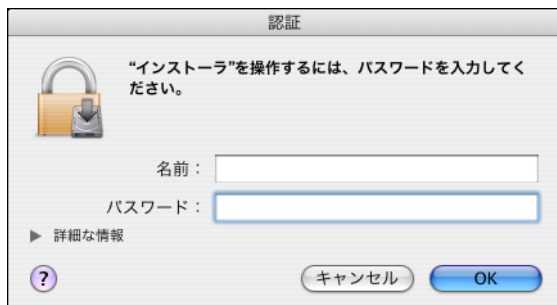 認証
“インストーラ”を操作するには、パスワードを入力してく
ださい。
名前：
パスワード：
▶ 詳細な情報
?
キャンセル
OK